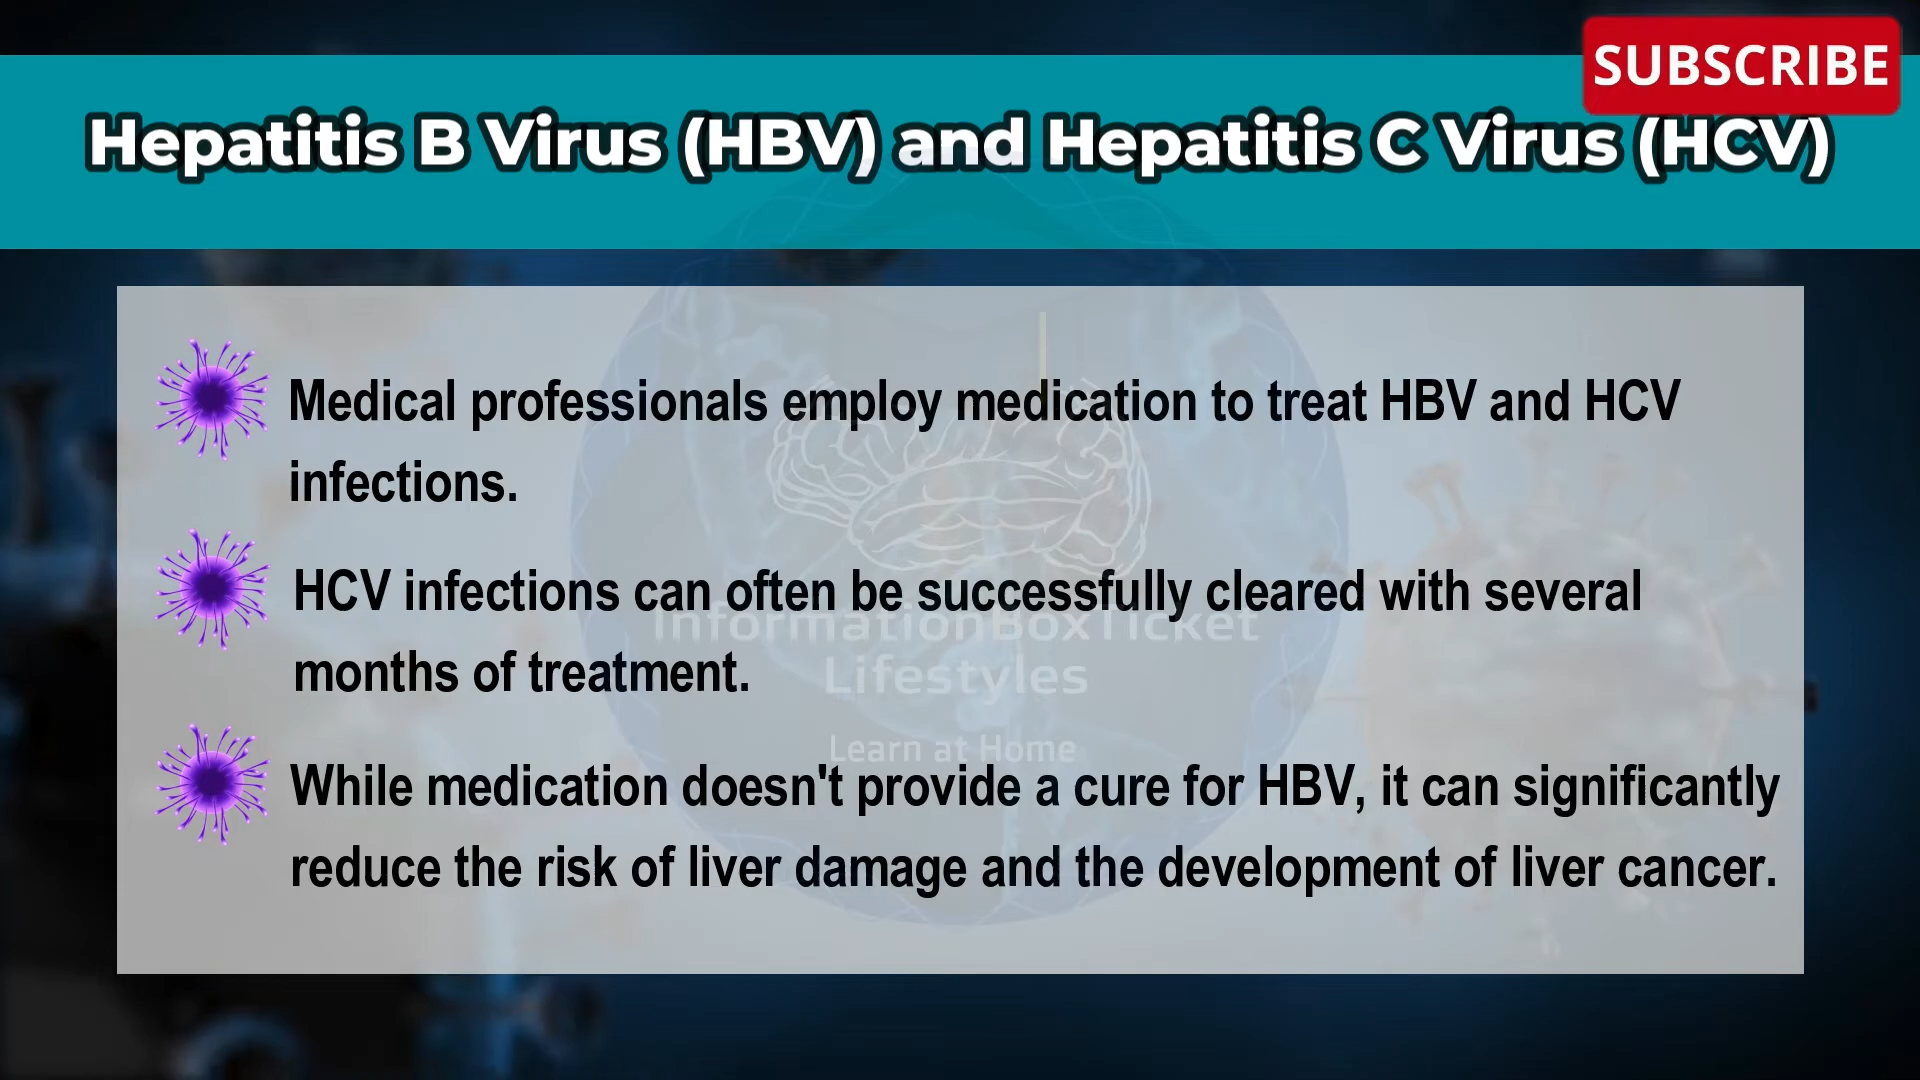 SUBSCRIBE
Hepatitis B Virus (HBV) and Hepatitis C Virus (HCV)
Medical professionals employ medication to treat HBV and HCV
infections.
HCV infections can often be successfully cleared with several
months of treatment.
InformationBoxTicket
Lifestyles
Learn at Home
While medication doesn't provide a cure for HBV, it can significantly
reduce the risk of liver damage and the development of liver cancer.